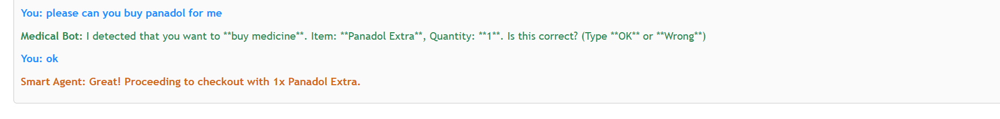 You: please can you buy panadol for me
Medical Bot: I detected that you want to **buy medicine**. Item: **Panadol Extra**, Quantity: **1**. Is this correct? (Type **OK** or **Wrong**)
You: ok
Smart Agent: Great! Proceeding to checkout with 1x Panadol Extra.